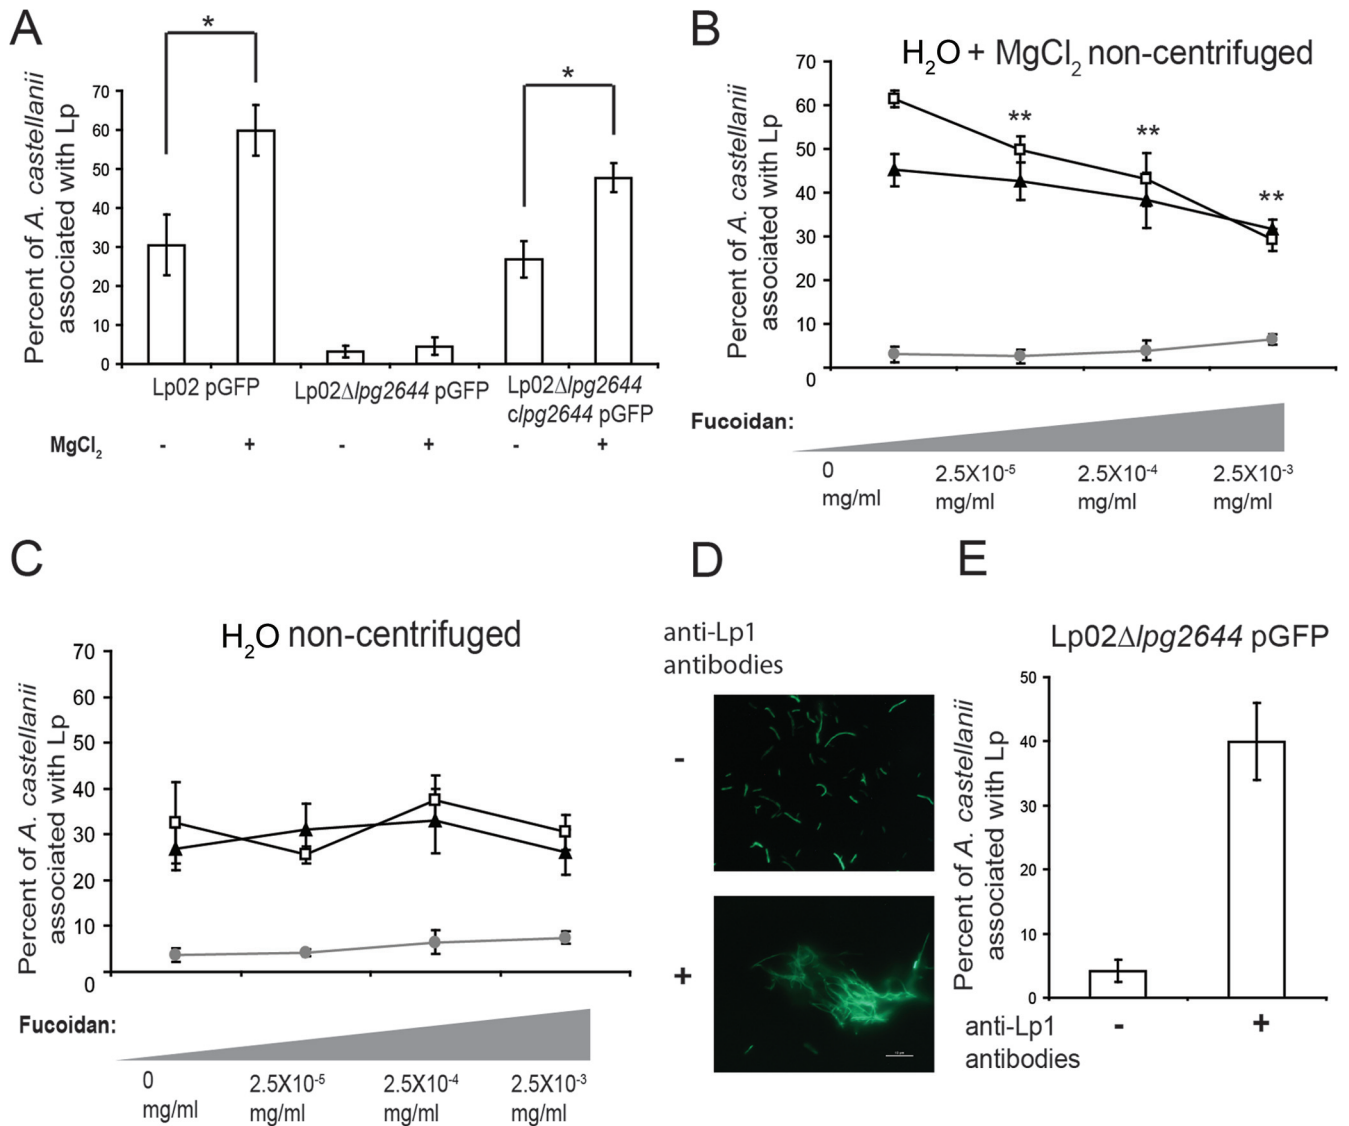 A
*
*
Percent of A. castellanii
associated with Lp
70
60
50
40
30
20
10
0
Lp02 pGFP
Lp02Δlpg2644 pGFP
Lp02Δlpg2644
clpg2644 pGFP
MgCl2
-
+
-
+
-
+
B
H2O + MgCl2 non-centrifuged
Percent of A. castellanii
associated with Lp
70
60
50
40
30
20
10
0
**
**
**
Fucoidan:
0
mg/ml
2.5X10-5
mg/ml
2.5X10-4
mg/ml
2.5X10-3
mg/ml
C
H2O non-centrifuged
Percent of A. castellanii
associated with Lp
70
60
50
40
30
20
10
0
Fucoidan:
0
mg/ml
2.5X10-5
mg/ml
2.5X10-4
mg/ml
2.5X10-3
mg/ml
D
anti-Lp1
antibodies
-
+
E
Lp02Δlpg2644 pGFP
Percent of A. castellanii
associated with Lp
50
40
30
20
10
0
anti-Lp1
antibodies
-
+